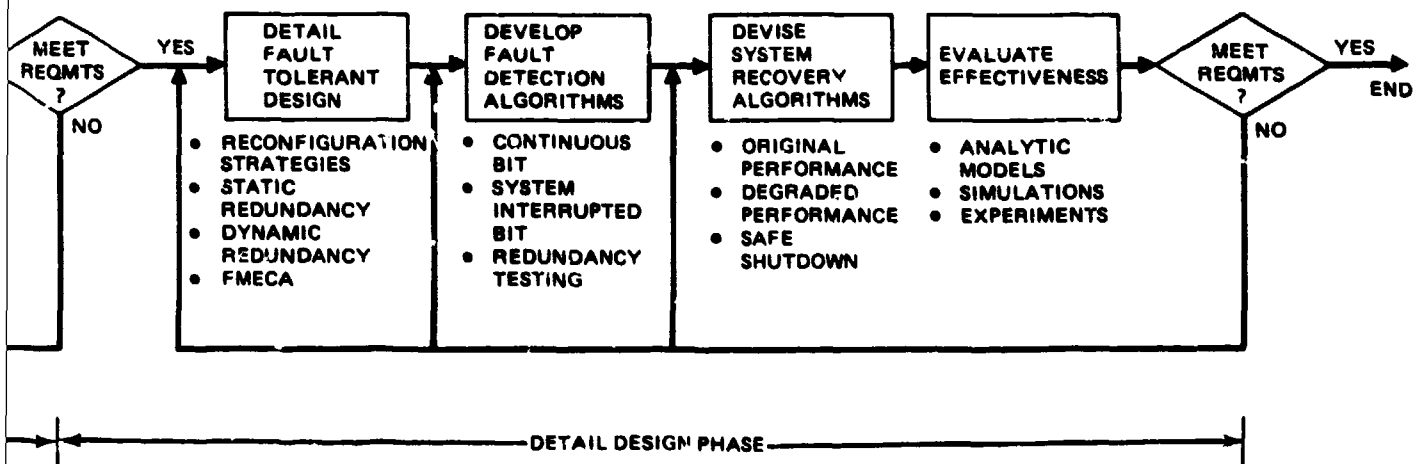 MEET
REQMTS
?
YES
NO
DETAIL
FAULT
TOLERANT
DESIGN
● RECONFIGURATION
STRATEGIES
● STATIC
REDUNDANCY
● DYNAMIC
REDUNDANCY
● FMECA
DEVELOP
FAULT
DETECTION
ALGORITHMS
● CONTINUOUS
BIT
● SYSTEM
INTERRUPTED
BIT
● REDUNDANCY
TESTING
DEVISE
SYSTEM
RECOVERY
ALGORITHMS
● ORIGINAL
PERFORMANCE
● DEGRADED
PERFORMANCE
● SAFE
SHUTDOWN
EVALUATE
EFFECTIVENESS
● ANALYTIC
MODELS
● SIMULATIONS
● EXPERIMENTS
MEET
REQMTS
?
YES
END
NO
DETAIL DESIGN PHASE